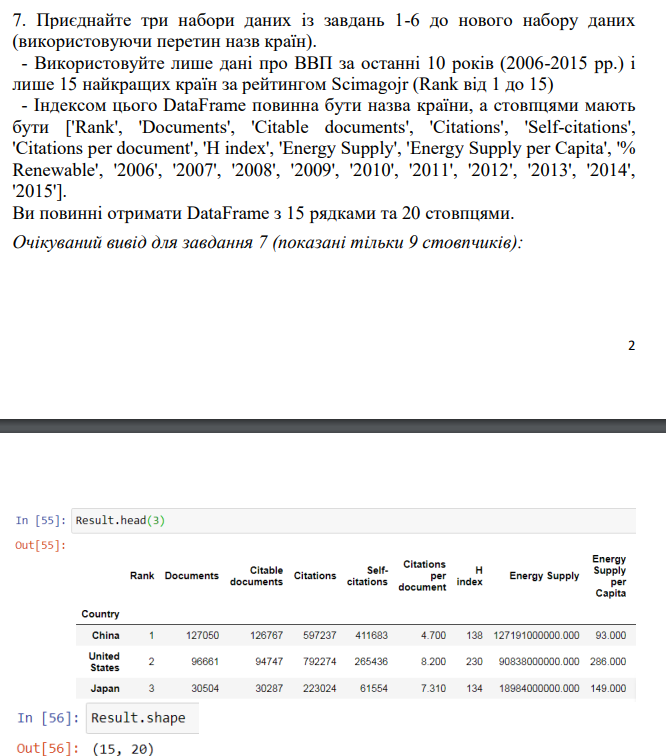 7. Приєднайте три набори даних із завдань 1-6 до нового набору даних
(використовуючи перетин назв країн).
- Використовуйте лише дані про ВВП за останні 10 років (2006-2015 рр.) і
лише 15 найкращих країн за рейтингом Scimagojr (Rank від 1 до 15)
- Індексом цього DataFrame повинна бути назва країни, а стовпцями мають
бути ['Rank', 'Documents', 'Citable documents', 'Citations', 'Self-citations',
'Citations per document', 'H index', 'Energy Supply', 'Energy Supply per Capita', '%
Renewable', '2006', '2007', '2008', '2009', '2010', '2011', '2012', '2013', '2014',
'2015'].
Ви повинні отримати DataFrame з 15 рядками та 20 стовпцями.
Очікуваний вивід для завдання 7 (показані тільки 9 стовпчиків):
2
In [55]: Result.head(3)
Out[55]:
Rank Documents Citable documents Citations Self-citations Citations per document H index Energy Supply Energy Supply per Capita
Country
China 1 127050 126767 597237 411683 4.700 138 127191000000.000 93.000
United States 2 96661 94747 792274 265436 8.200 230 90838000000.000 286.000
Japan 3 30504 30287 223024 61554 7.310 134 18984000000.000 149.000
In [56]: Result.shape
Out[56]: (15, 20)